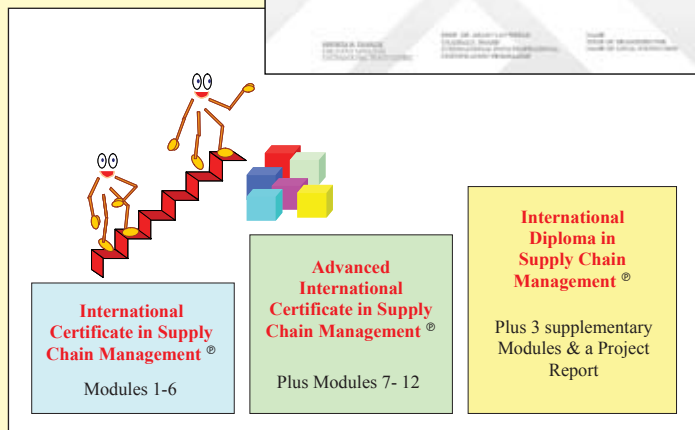 International
Certificate in Supply
Chain Management ℗
Modules 1-6
Advanced
International
Certificate in Supply
Chain Management ℗
Plus Modules 7- 12
International
Diploma in
Supply Chain
Management ℗
Plus 3 supplementary
Modules & a Project
Report